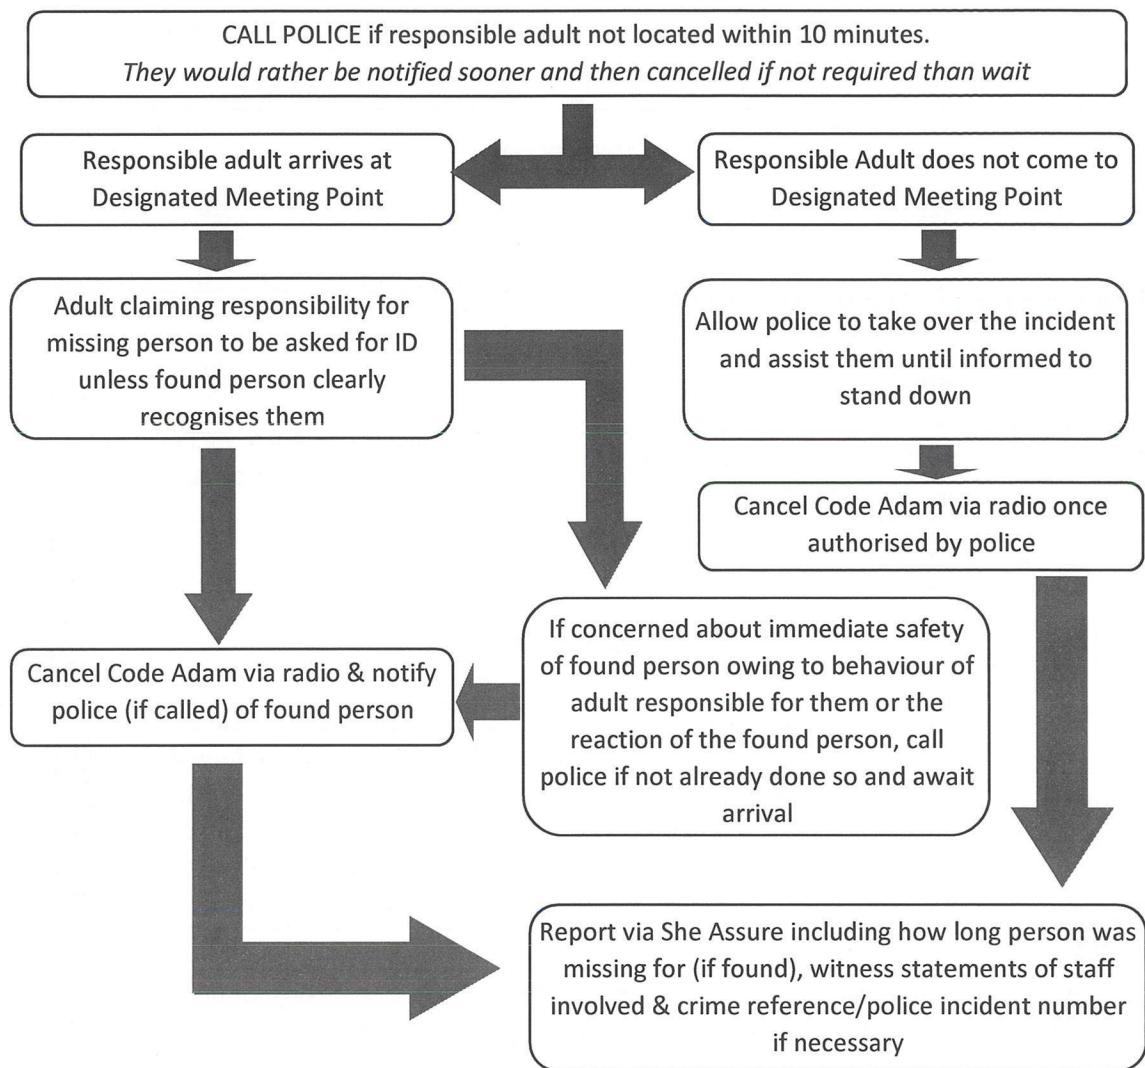 CALL POLICE if responsible adult not located within 10 minutes.
They would rather be notified sooner and then cancelled if not required than wait
Responsible adult arrives at
Designated Meeting Point
Responsible Adult does not come to
Designated Meeting Point
Adult claiming responsibility for
missing person to be asked for ID
unless found person clearly
recognises them
Allow police to take over the incident
and assist them until informed to
stand down
Cancel Code Adam via radio once
authorised by police
If concerned about immediate safety
of found person owing to behaviour of
adult responsible for them or the
reaction of the found person, call
police if not already done so and await
arrival
Cancel Code Adam via radio & notify
police (if called) of found person
Report via She Assure including how long person was
missing for (if found), witness statements of staff
involved & crime reference/police incident number
if necessary